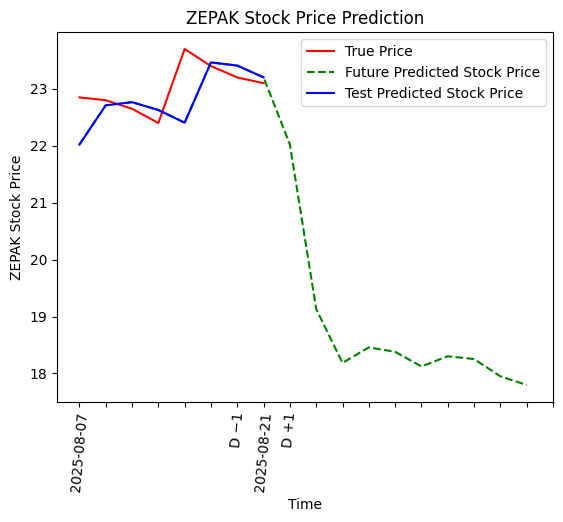 ZEPAK Stock Price Prediction
True Price
Future Predicted Stock Price
Test Predicted Stock Price
ZEPAK Stock Price
23
22
21
20
19
18
2025-08-07
D −1
2025-08-21
D +1
Time